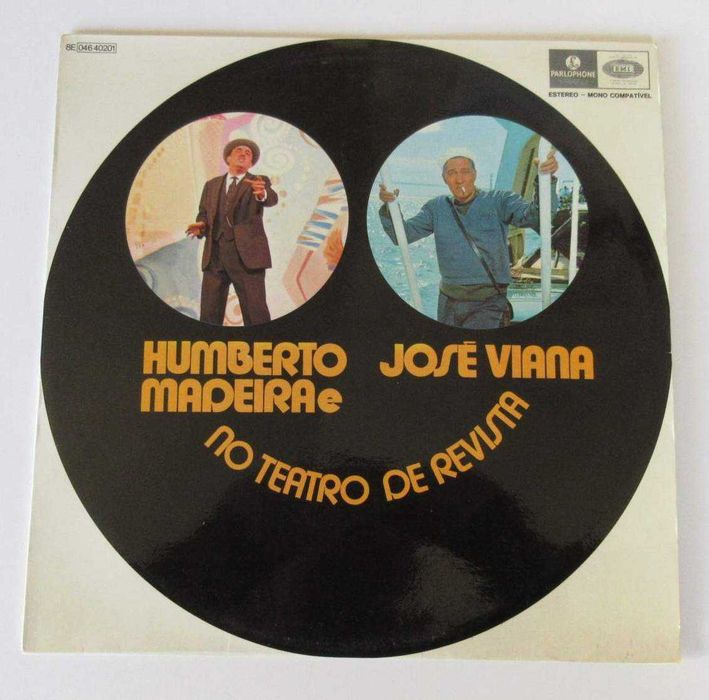 8E 046 40201
PARLOPHONE
EMI
ESTEREO – MONO COMPATÍVEL
HUMBERTO
MADEIRA e
JOSÉ VIANA
NO TEATRO DE REVISTA